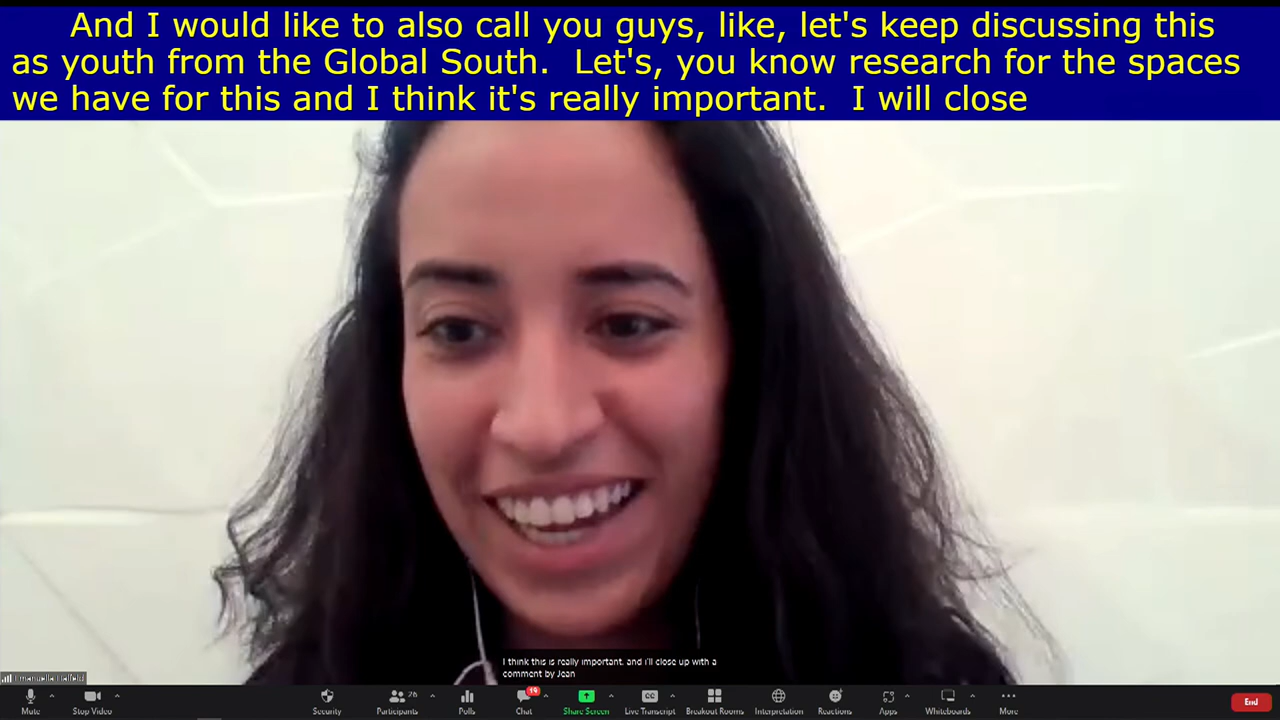 And I would like to also call you guys, like, let's keep discussing this
as youth from the Global South.  Let's, you know research for the spaces
we have for this and I think it's really important.  I will close
I think this is really important. and i'll close up with a
comment by Jean
Mute
Stop Video
Security
Participants
26
Polls
Chat
19
Share Screen
Live Transcript
Breakout Rooms
Interpretation
Reactions
Apps
Whiteboards
More
End